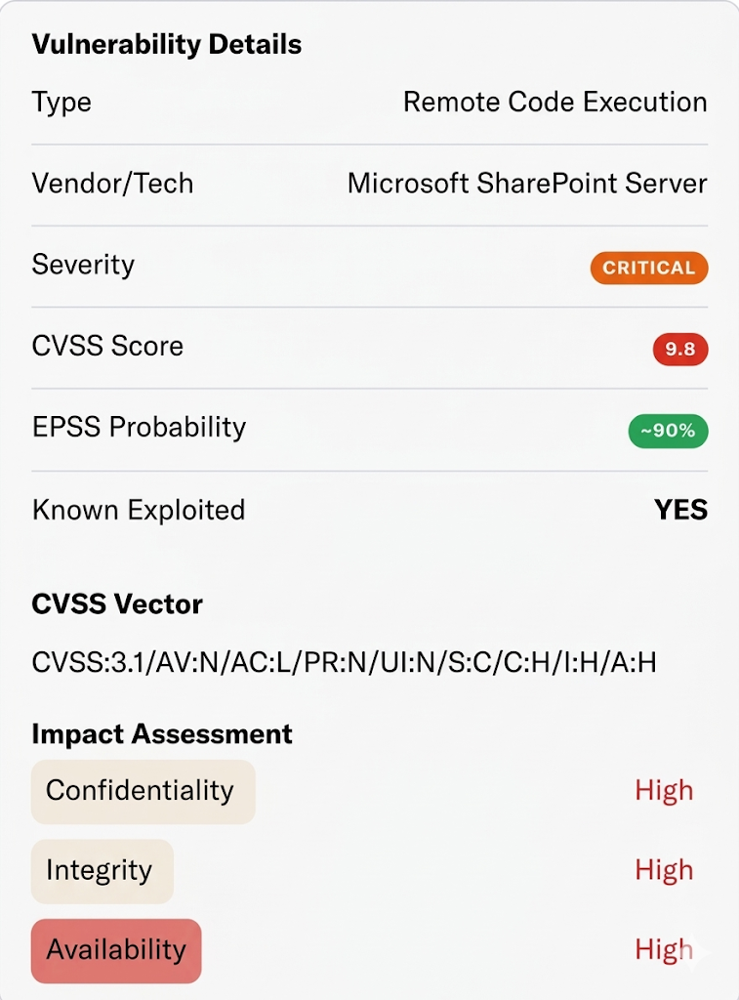 Vulnerability Details
Type Remote Code Execution
Vendor/Tech Microsoft SharePoint Server
Severity CRITICAL
CVSS Score 9.8
EPSS Probability ~90%
Known Exploited YES
CVSS Vector
CVSS:3.1/AV:N/AC:L/PR:N/UI:N/S:C/C:H/I:H/A:H
Impact Assessment
Confidentiality High
Integrity High
Availability High